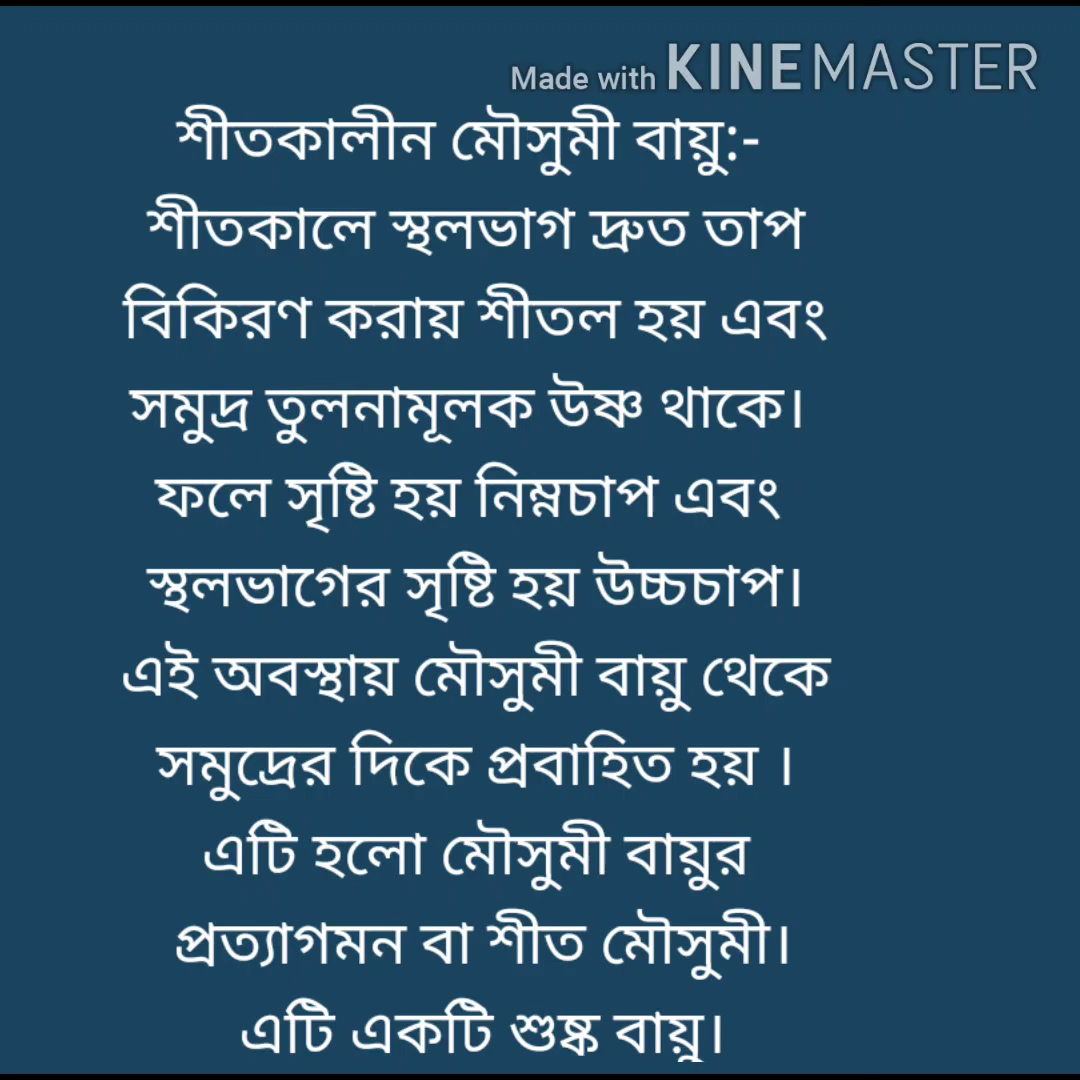 Made with KINEMASTER
শীতকালীন মৌসুমী বায়ু:-
শীতকালে স্থলভাগ দ্রুত তাপ
বিকিরণ করায় শীতল হয় এবং
সমুদ্র তুলনামূলক উষ্ণ থাকে।
ফলে সৃষ্টি হয় নিম্নচাপ এবং
স্থলভাগের সৃষ্টি হয় উচ্চচাপ।
এই অবস্থায় মৌসুমী বায়ু থেকে
সমুদ্রের দিকে প্রবাহিত হয় ।
এটি হলো মৌসুমী বায়ুর
প্রত্যাগমন বা শীত মৌসুমী।
এটি একটি শুষ্ক বায়ু।